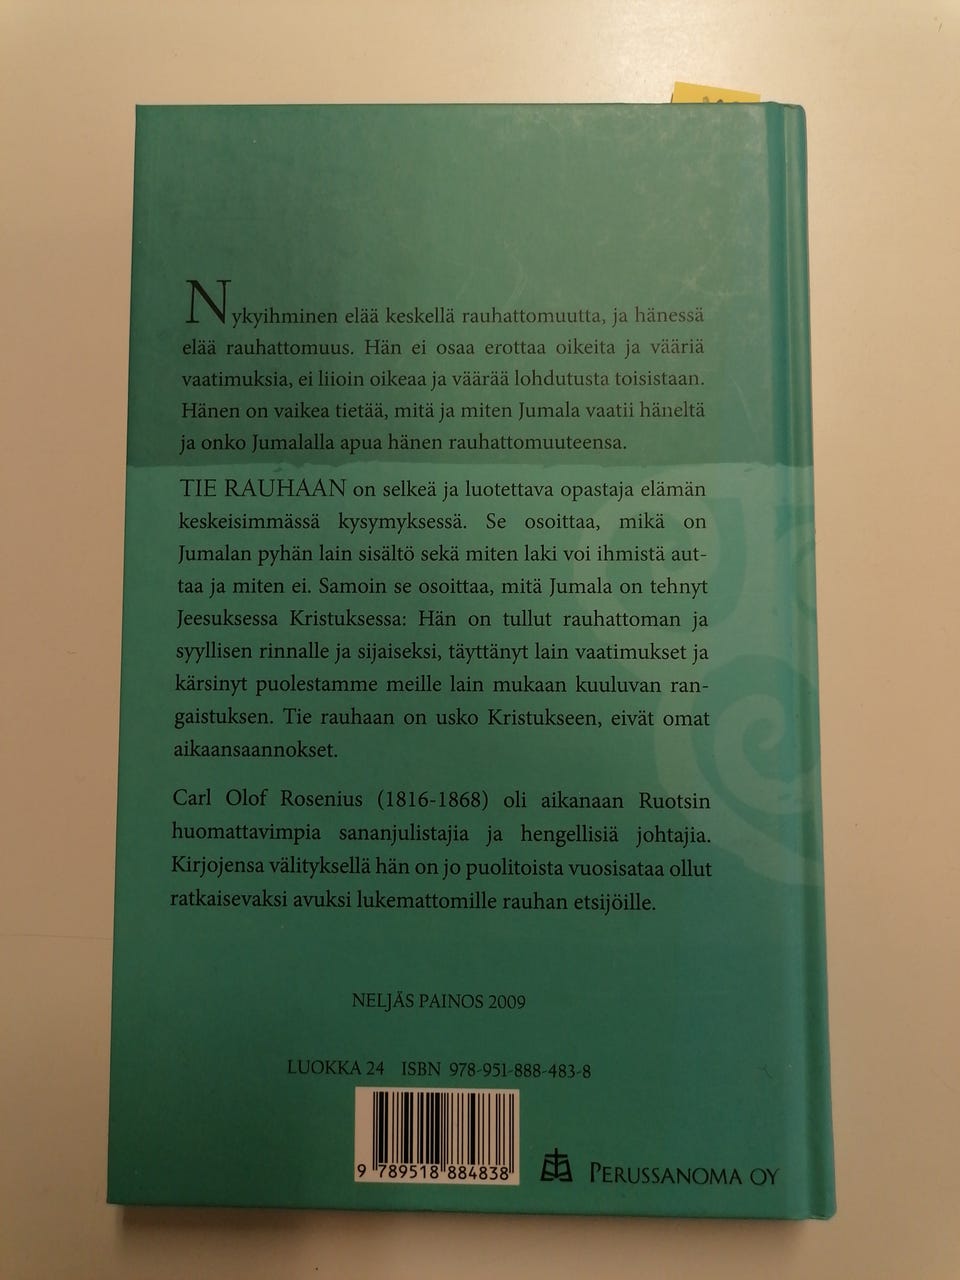 Nykyihminen elää keskellä rauhattomuutta, ja hänessä
elää rauhattomuus. Hän ei osaa erottaa oikeita ja vääriä
vaatimuksia, ei liioin oikeaa ja väärää lohdutusta toisistaan.
Hänen on vaikea tietää, mitä ja miten Jumala vaatii häneltä
ja onko Jumalalla apua hänen rauhattomuuteensa.
TIE RAUHAAN on selkeä ja luotettava opastaja elämän
keskeisimmässä kysymyksessä. Se osoittaa, mikä on
Jumalan pyhän lain sisältö sekä miten laki voi ihmistä aut-
taa ja miten ei. Samoin se osoittaa, mitä Jumala on tehnyt
Jeesuksessa Kristuksessa: Hän on tullut rauhattoman ja
syyllisen rinnalle ja sijaiseksi, täyttänyt lain vaatimukset ja
kärsinyt puolestamme meille lain mukaan kuuluvan ran-
gaistuksen. Tie rauhaan on usko Kristukseen, eivät omat
aikaansaannokset.
Carl Olof Rosenius (1816-1868) oli aikanaan Ruotsin
huomattavimpia sananjulistajia ja hengellisiä johtajia.
Kirjojensa välityksellä hän on jo puolitoista vuosisataa ollut
ratkaisevaksi avuksi lukemattomille rauhan etsijöille.
NELJÄS PAINOS 2009
LUOKKA 24 ISBN 978-951-888-483-8
9 789518 884838
PERUSSANOMA OY